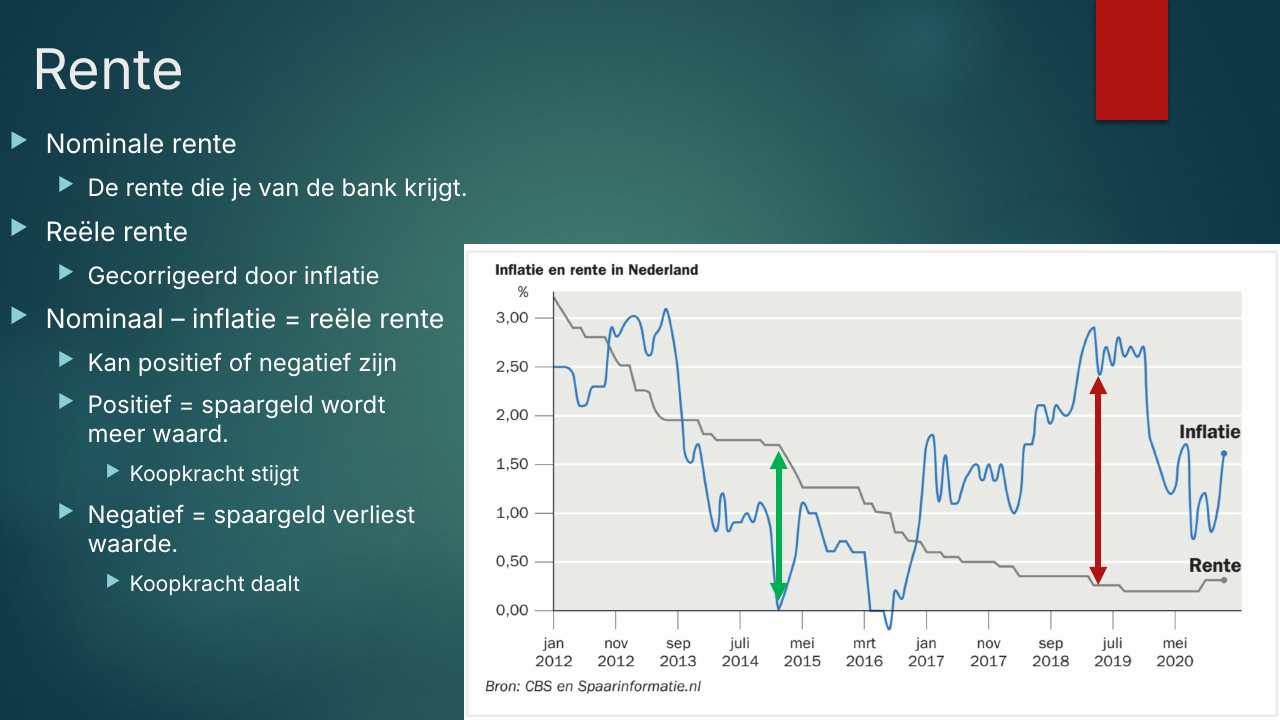 Rente
Nominale rente
De rente die je van de bank krijgt.
Reële rente
Gecorrigeerd door inflatie
Nominaal – inflatie = reële rente
Kan positief of negatief zijn
Positief = spaargeld wordt
meer waard.
Koopkracht stijgt
Negatief = spaargeld verliest
waarde.
Koopkracht daalt
Inflatie en rente in Nederland
%
3,00
2,50
2,00
1,50
1,00
0,50
0,00
Inflatie
Rente
jan nov sep juli mei mrt jan nov sep juli mei
2012 2012 2013 2014 2015 2016 2017 2017 2018 2019 2020
Bron: CBS en Spaarinformatie.nl